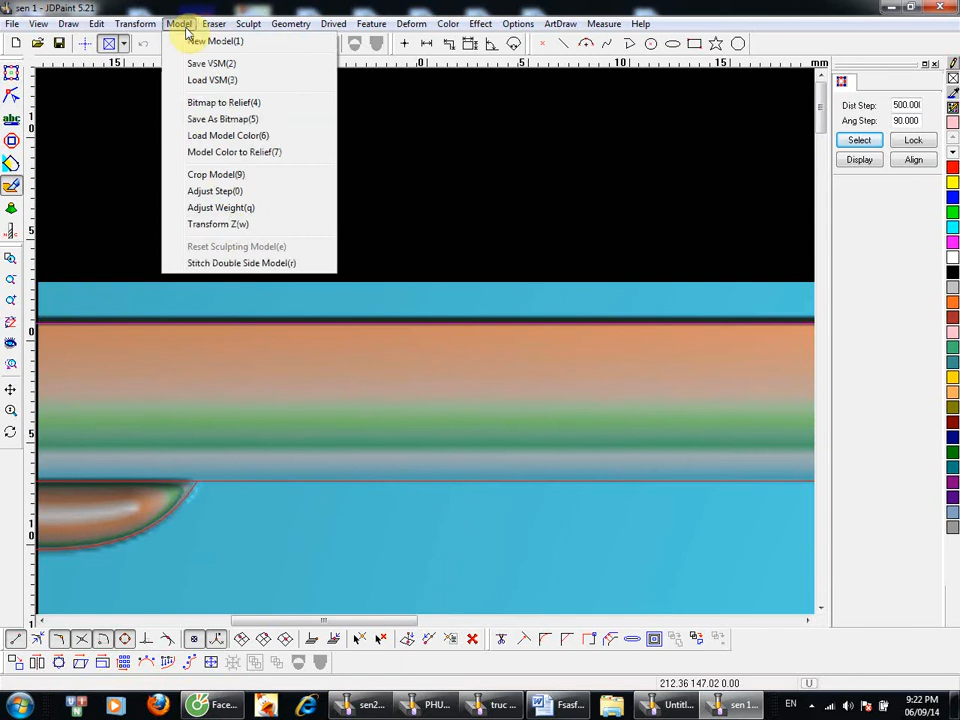 sen 1 - JDPaint 5.21
File View Draw Edit Transform Model Eraser Sculpt Geometry Drived Feature Deform Color Effect Options ArtDraw Measure Help
New Model(1)
Save VSM(2)
Load VSM(3)
Bitmap to Relief(4)
Save As Bitmap(5)
Load Model Color(6)
Model Color to Relief(7)
Crop Model(9)
Adjust Step(0)
Adjust Weight(q)
Transform Z(w)
Reset Sculpting Model(e)
Stitch Double Side Model(r)
15 5 0 5 10 15 mm
Dist Step: 500.00
Ang Step: 90.000
Select Lock
Display Align
212.36 147.02 0.00 U
Face... sen2... PHU... truc ... Fsasf... Untitl... sen 1... EN 9:22 PM
06/09/14